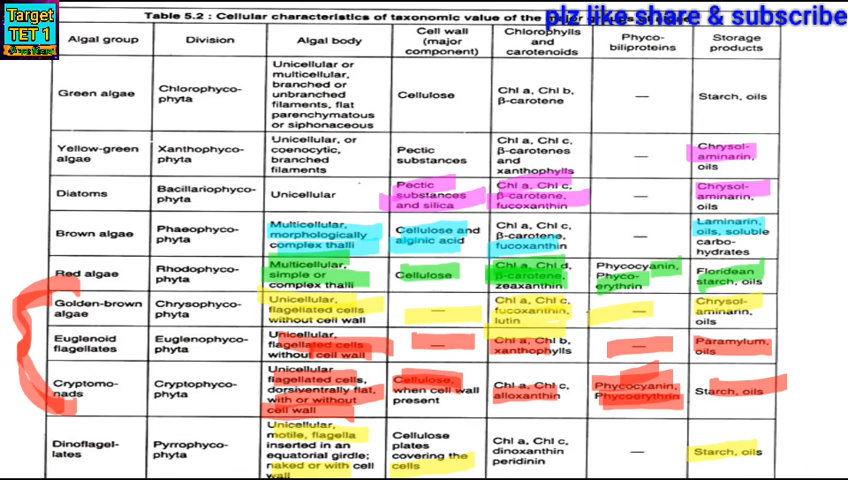 Target
TET 1
Table 5.2 : Cellular characteristics of taxonomic value of the
plz like share & subscribe
Algal group
Division
Algal body
Cell wall
(major
component)
Chlorophylls
and
carotenoids
Phyco-
biliproteins
Storage
products
Green algae
Chlorophyco-
phyta
Unicellular or
multicellular,
branched or
unbranched
filaments, flat
parenchymatous
or siphonaceous
Cellulose
Chl a, Chl b,
β-carotene
—
Starch, oils
Yellow-green
algae
Xanthophyco-
phyta
Unicellular, or
coenocytic,
branched
filaments
Pectic
substances
Chl a, Chl c,
β-carotenes
and
xanthophylls
—
Chrysol-
aminarin,
oils
Diatoms
Bacillariophyco-
phyta
Unicellular
Pectic
substances
and silica
Chl a, Chl c,
β-carotene,
fucoxanthin
—
Chrysol-
aminarin,
oils
Brown algae
Phaeophyco-
phyta
Multicellular,
morphologically
complex thalli
Cellulose and
alginic acid
Chl a, Chl c,
β-carotene,
fucoxanthin
—
Laminarin,
oils, soluble
carbo-
hydrates
Red algae
Rhodophyco-
phyta
Multicellular,
simple or
complex thalli
Cellulose
Chl a, Chl d,
β-carotene,
zeaxanthin
Phycocyanin,
Phyco-
erythrin
Floridean
starch, oils
Golden-brown
algae
Chrysophyco-
phyta
Unicellular,
flagellated cells
without cell wall
—
Chl a, Chl c,
fucoxanthin,
lutin
—
Chrysol-
aminarin,
oils
Euglenoid
flagellates
Euglenophyco-
phyta
Unicellular,
flagellated cells
without cell wall
—
Chl a, Chl b,
xanthophylls
—
Paramylum,
oils
Cryptomo-
nads
Cryptophyco-
phyta
Unicellular
flagellated cells,
dorsiventrally flat,
with or without
cell wall
Cellulose,
when cell wall
present
Chl a, Chl c,
alloxanthin
Phycocyanin,
Phycoerythrin
Starch, oils
Dinoflagel-
lates
Pyrrophyco-
phyta
Unicellular,
motile, flagella
inserted in an
equatorial girdle;
naked or with cell
wall
Cellulose
plates
covering the
cells
Chl a, Chl c,
dinoxanthin
peridinin
—
Starch, oils